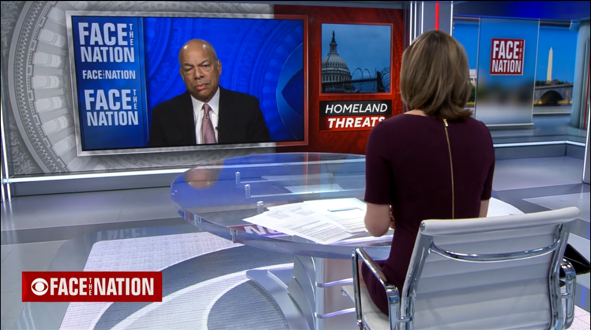 FACE THE NATION
FACE THE NATION
FACE THE NATION
HOMELAND
THREATS
FACE THE NATION
FACE THE NATION